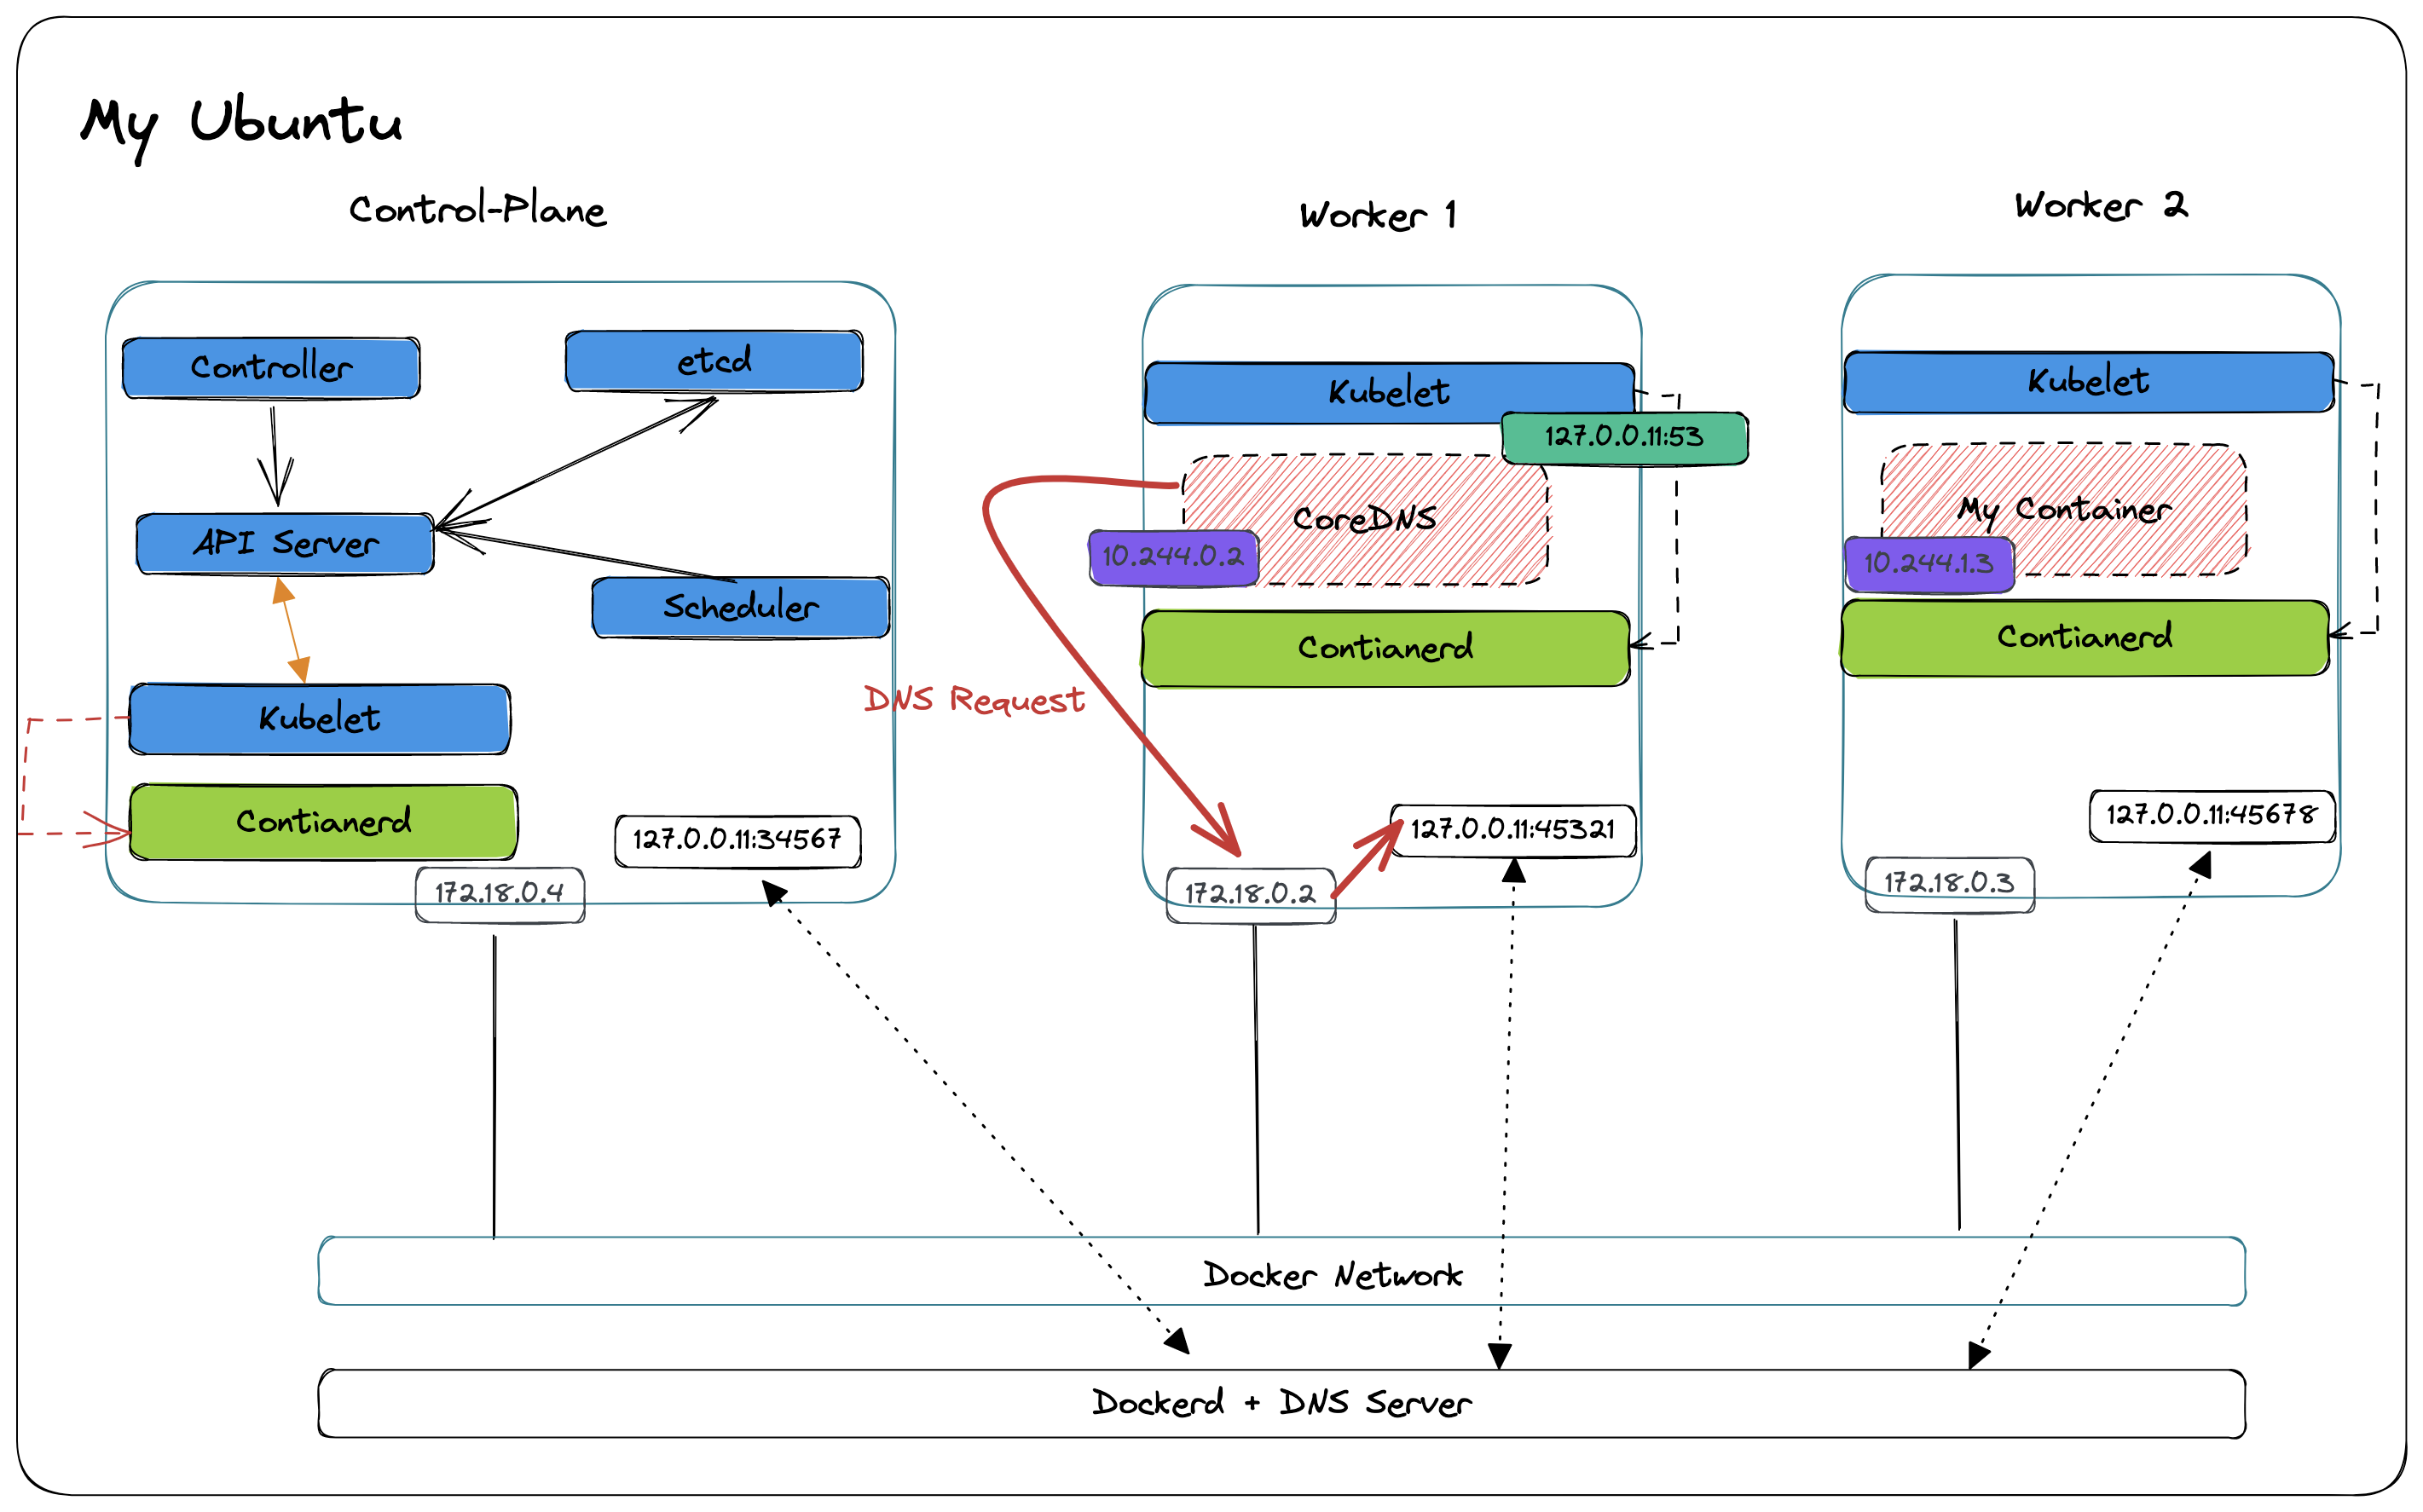 My Ubuntu
Control-Plane
Worker 1
Worker 2
Controller
etcd
API Server
Scheduler
Kubelet
Contianerd
127.0.0.11:34567
172.18.0.4
Kubelet
127.0.0.11:53
CoreDNS
10.244.0.2
Contianerd
DNS Request
127.0.0.11:45321
172.18.0.2
Kubelet
My Container
10.244.1.3
Contianerd
127.0.0.11:45678
172.18.0.3
Docker Network
Dockerd + DNS Server